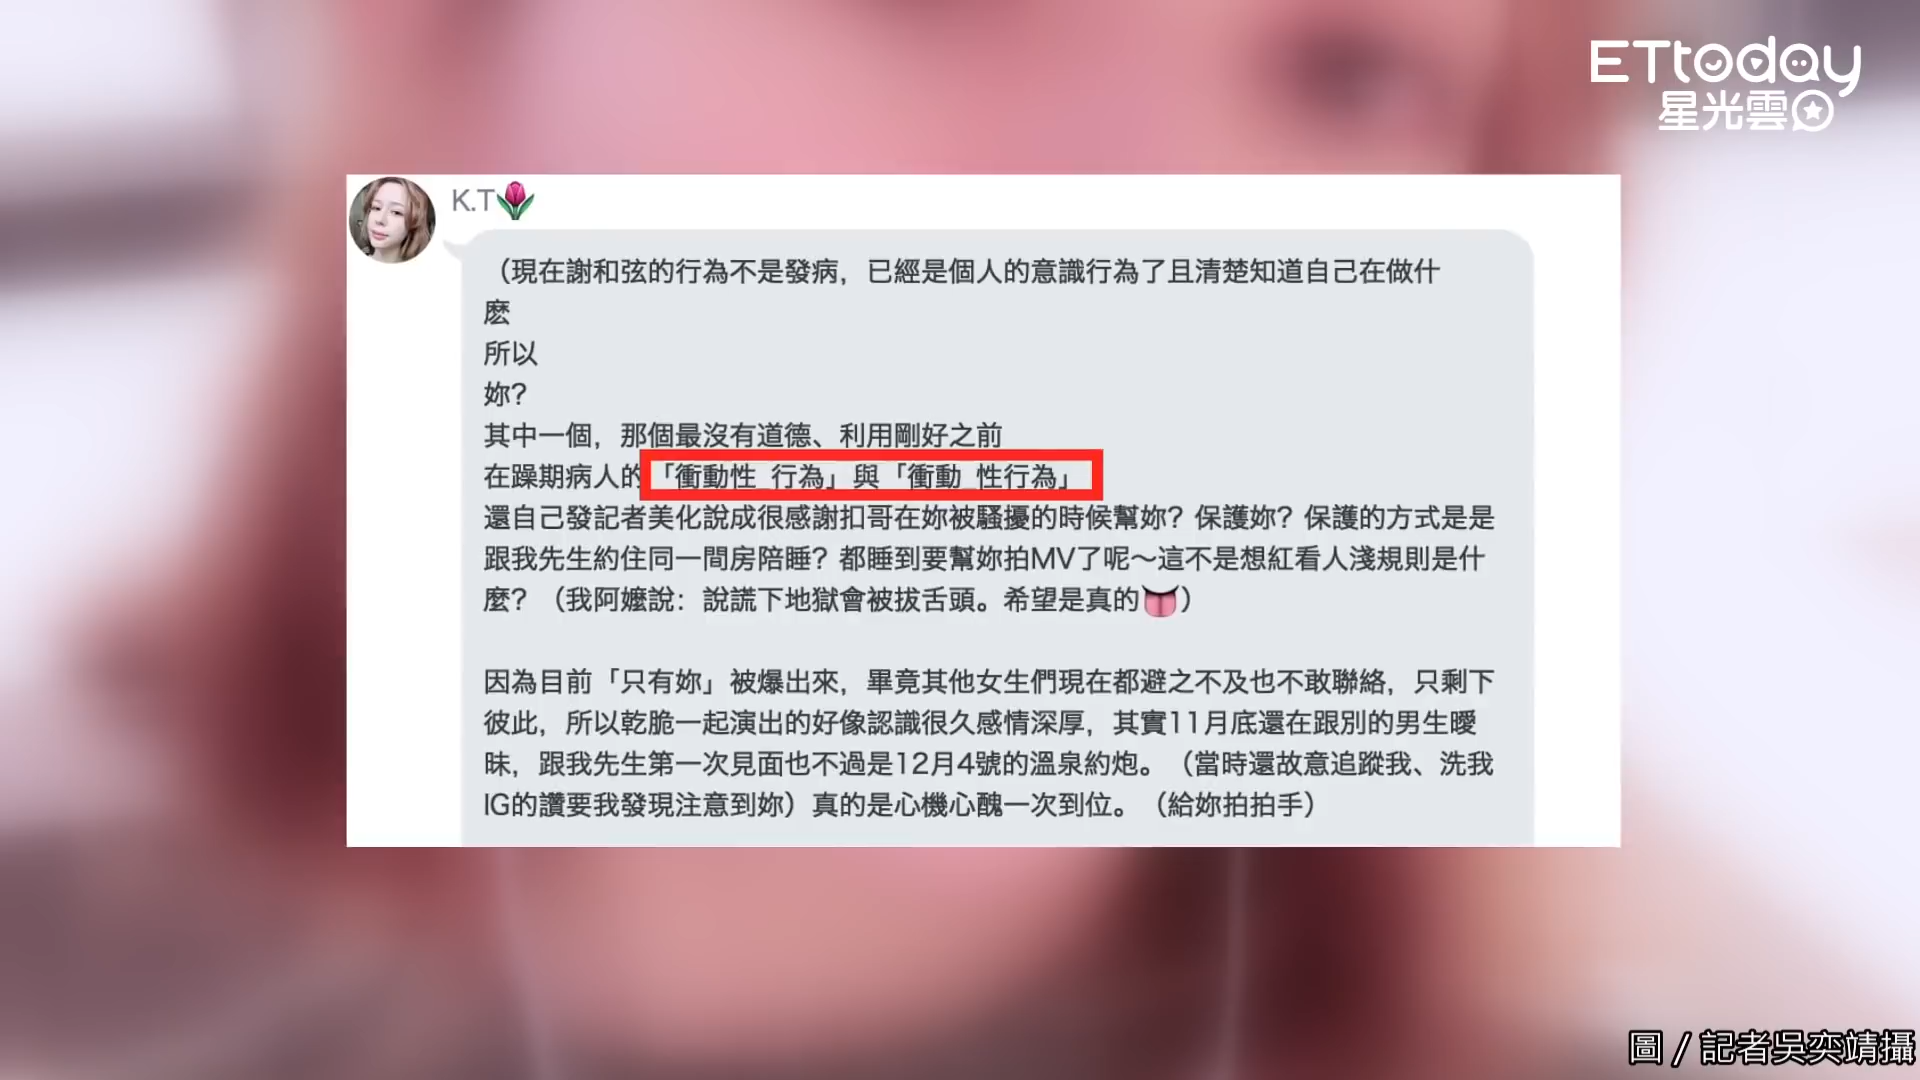 ETtoday
星光雲
K.T
（現在謝和弦的行為不是發病，已經是個人的意識行為了且清楚知道自己在做什
麽
所以
妳？
其中一個，那個最沒有道德、利用剛好之前
在躁期病人的「衝動性_行為」與「衝動_性行為」
還自己發記者美化說成很感謝扣哥在妳被騷擾的時候幫妳？保護妳？保護的方式是是
跟我先生約住同一間房陪睡？都睡到要幫妳拍MV了呢～這不是想紅看人淺規則是什
麼？（我阿嬤說：說謊下地獄會被拔舌頭。希望是真的👅）
因為目前「只有妳」被爆出來，畢竟其他女生們現在都避之不及也不敢聯絡，只剩下
彼此，所以乾脆一起演出的好像認識很久感情深厚，其實11月底還在跟別的男生曖
昧，跟我先生第一次見面也不過是12月4號的溫泉約炮。（當時還故意追蹤我、洗我
IG的讚要我發現注意到妳）真的是心機心醜一次到位。（給妳拍拍手）
圖／記者吳奕靖攝